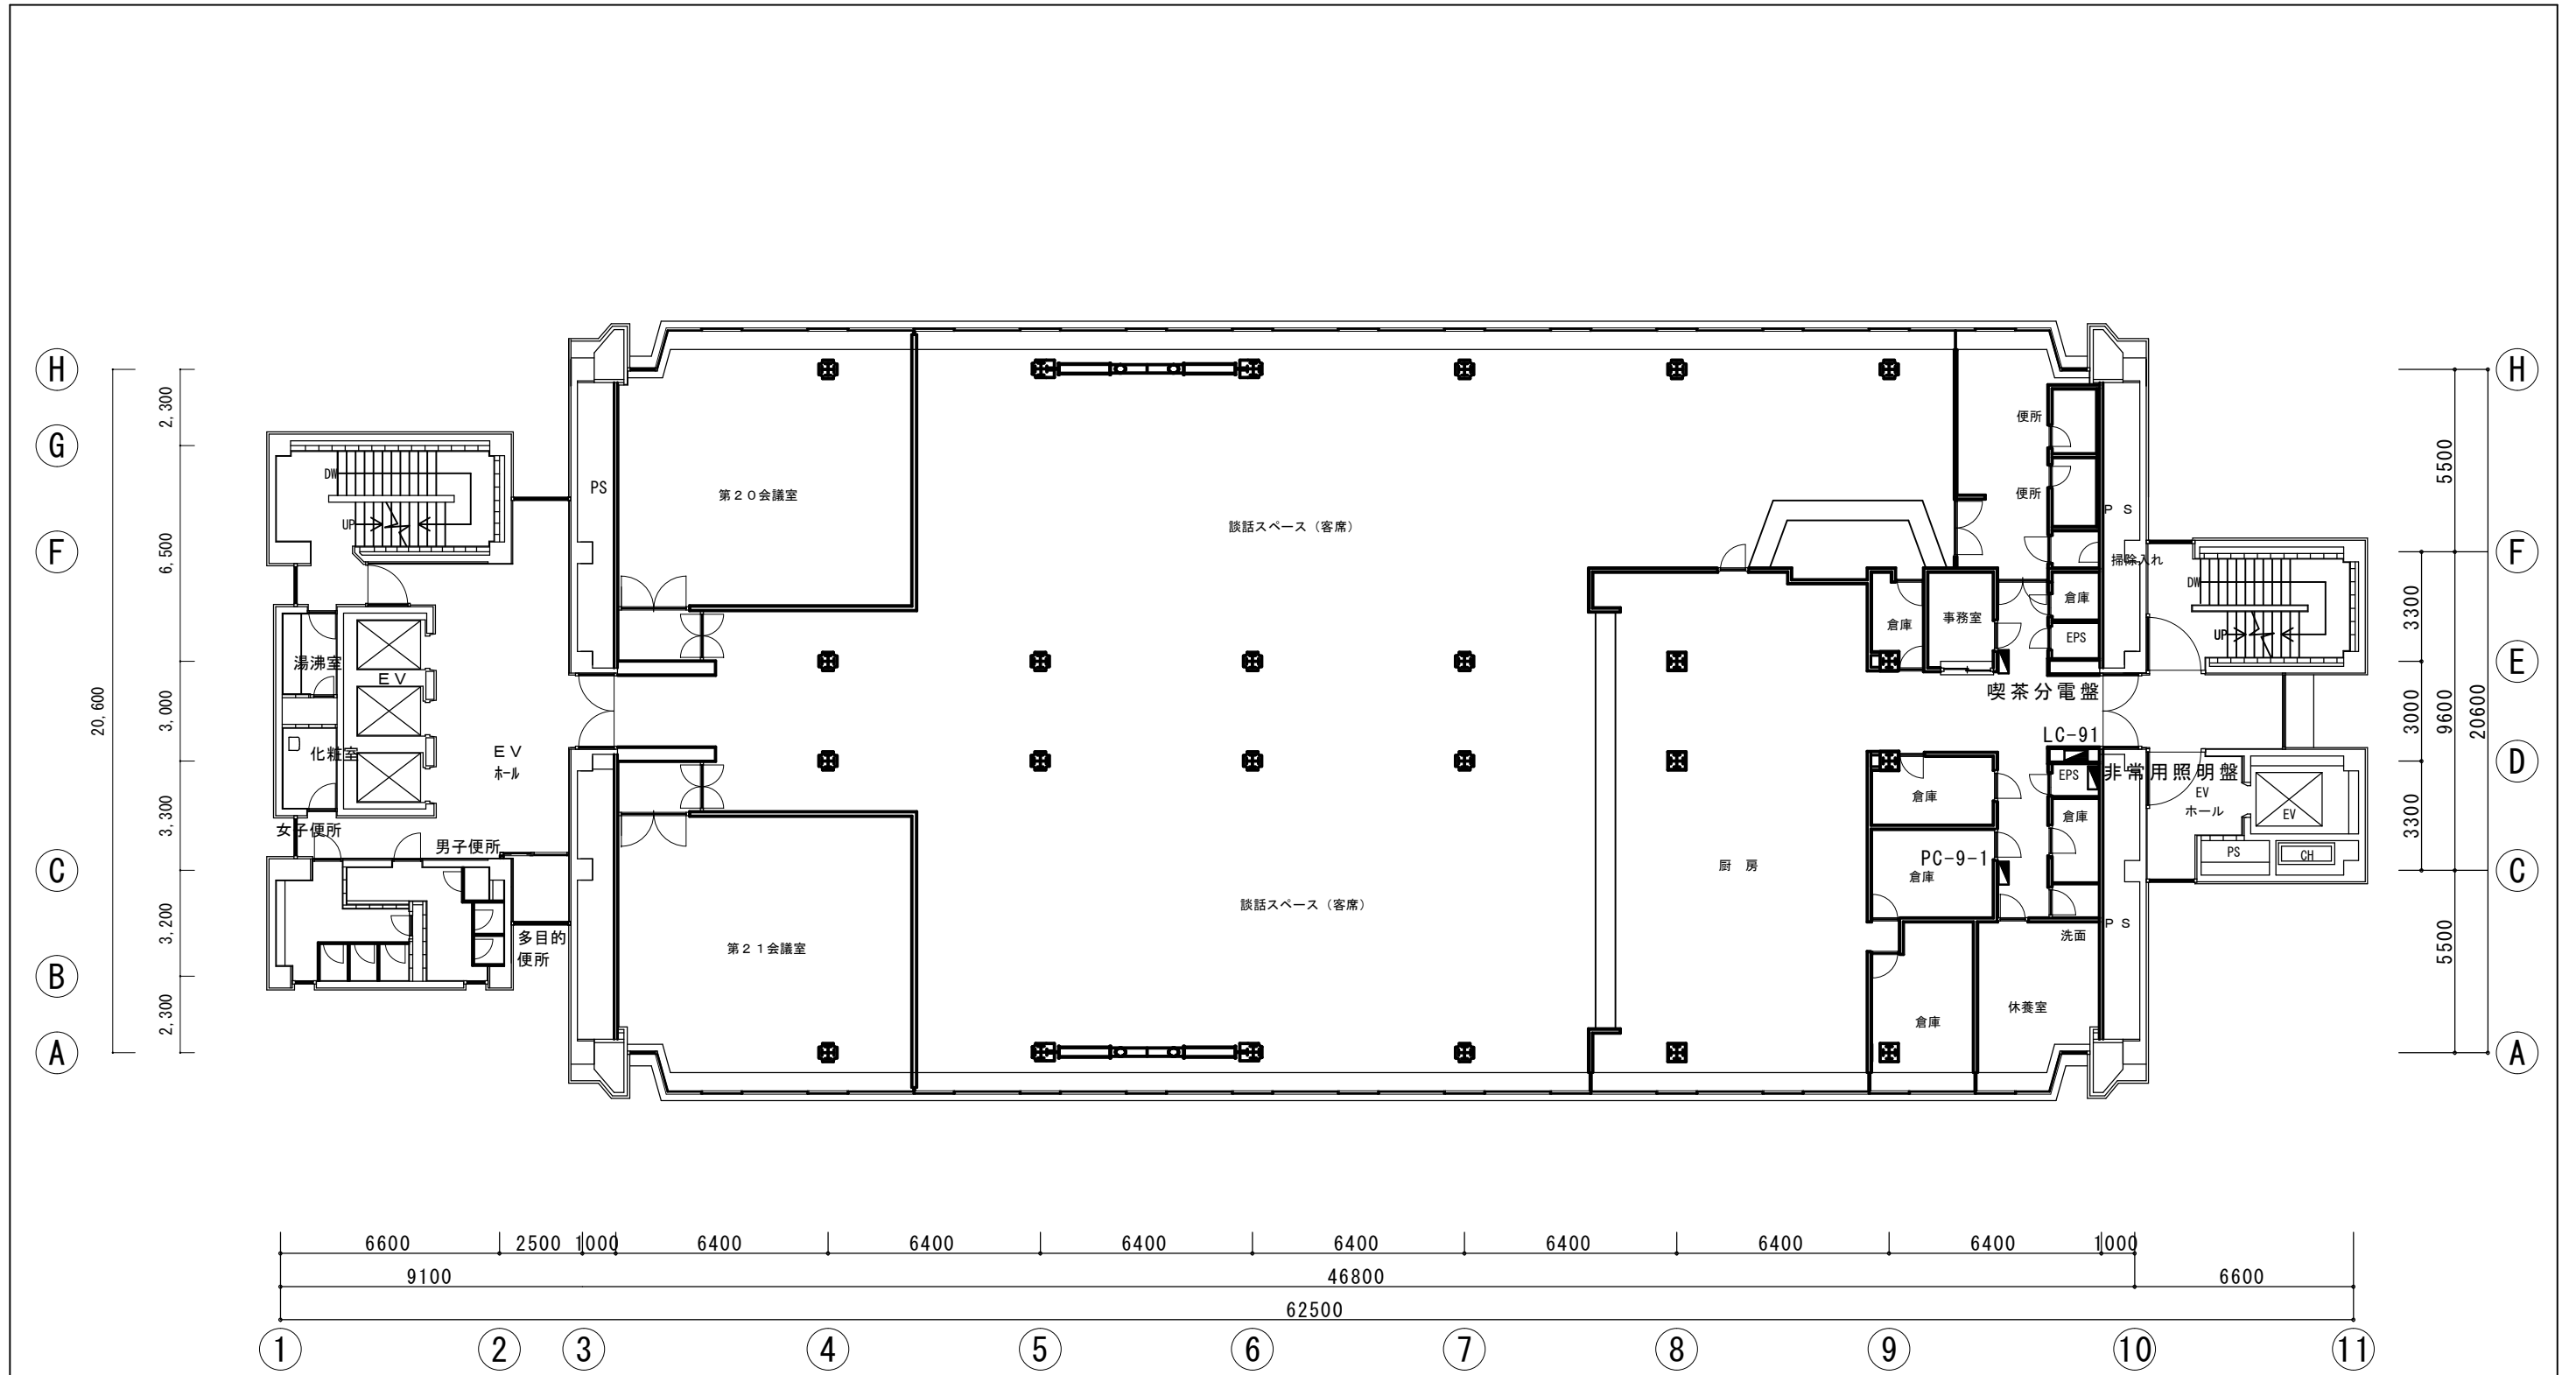 H
H
2,300
便所
DW
G
5500
PS
第２０会議室
便所
ＰＳ
UP
談話スペース（客席）
F
6,500
掃除入れ
F
DW
倉庫
3300
事務室
倉庫
UP
EPS
湯沸室
E
EV
喫茶分電盤
20,600
3,000
3000
9600
20600
LC-91
EV
ホール
化粧室
D
EPS
非常用照明盤
EV
ホール
EV
倉庫
倉庫
3,300
3300
女子便所
男子便所
PS
CH
PC-9-1
厨房
C
C
倉庫
談話スペース（客席）
3,200
多目的
便所
第２１会議室
洗面
ＰＳ
5500
B
休養室
倉庫
2,300
A
A
6600
2500
1000
6400
6400
6400
6400
6400
6400
6400
1000
9100
46800
6600
62500
1
2
3
4
5
6
7
8
9
10
11